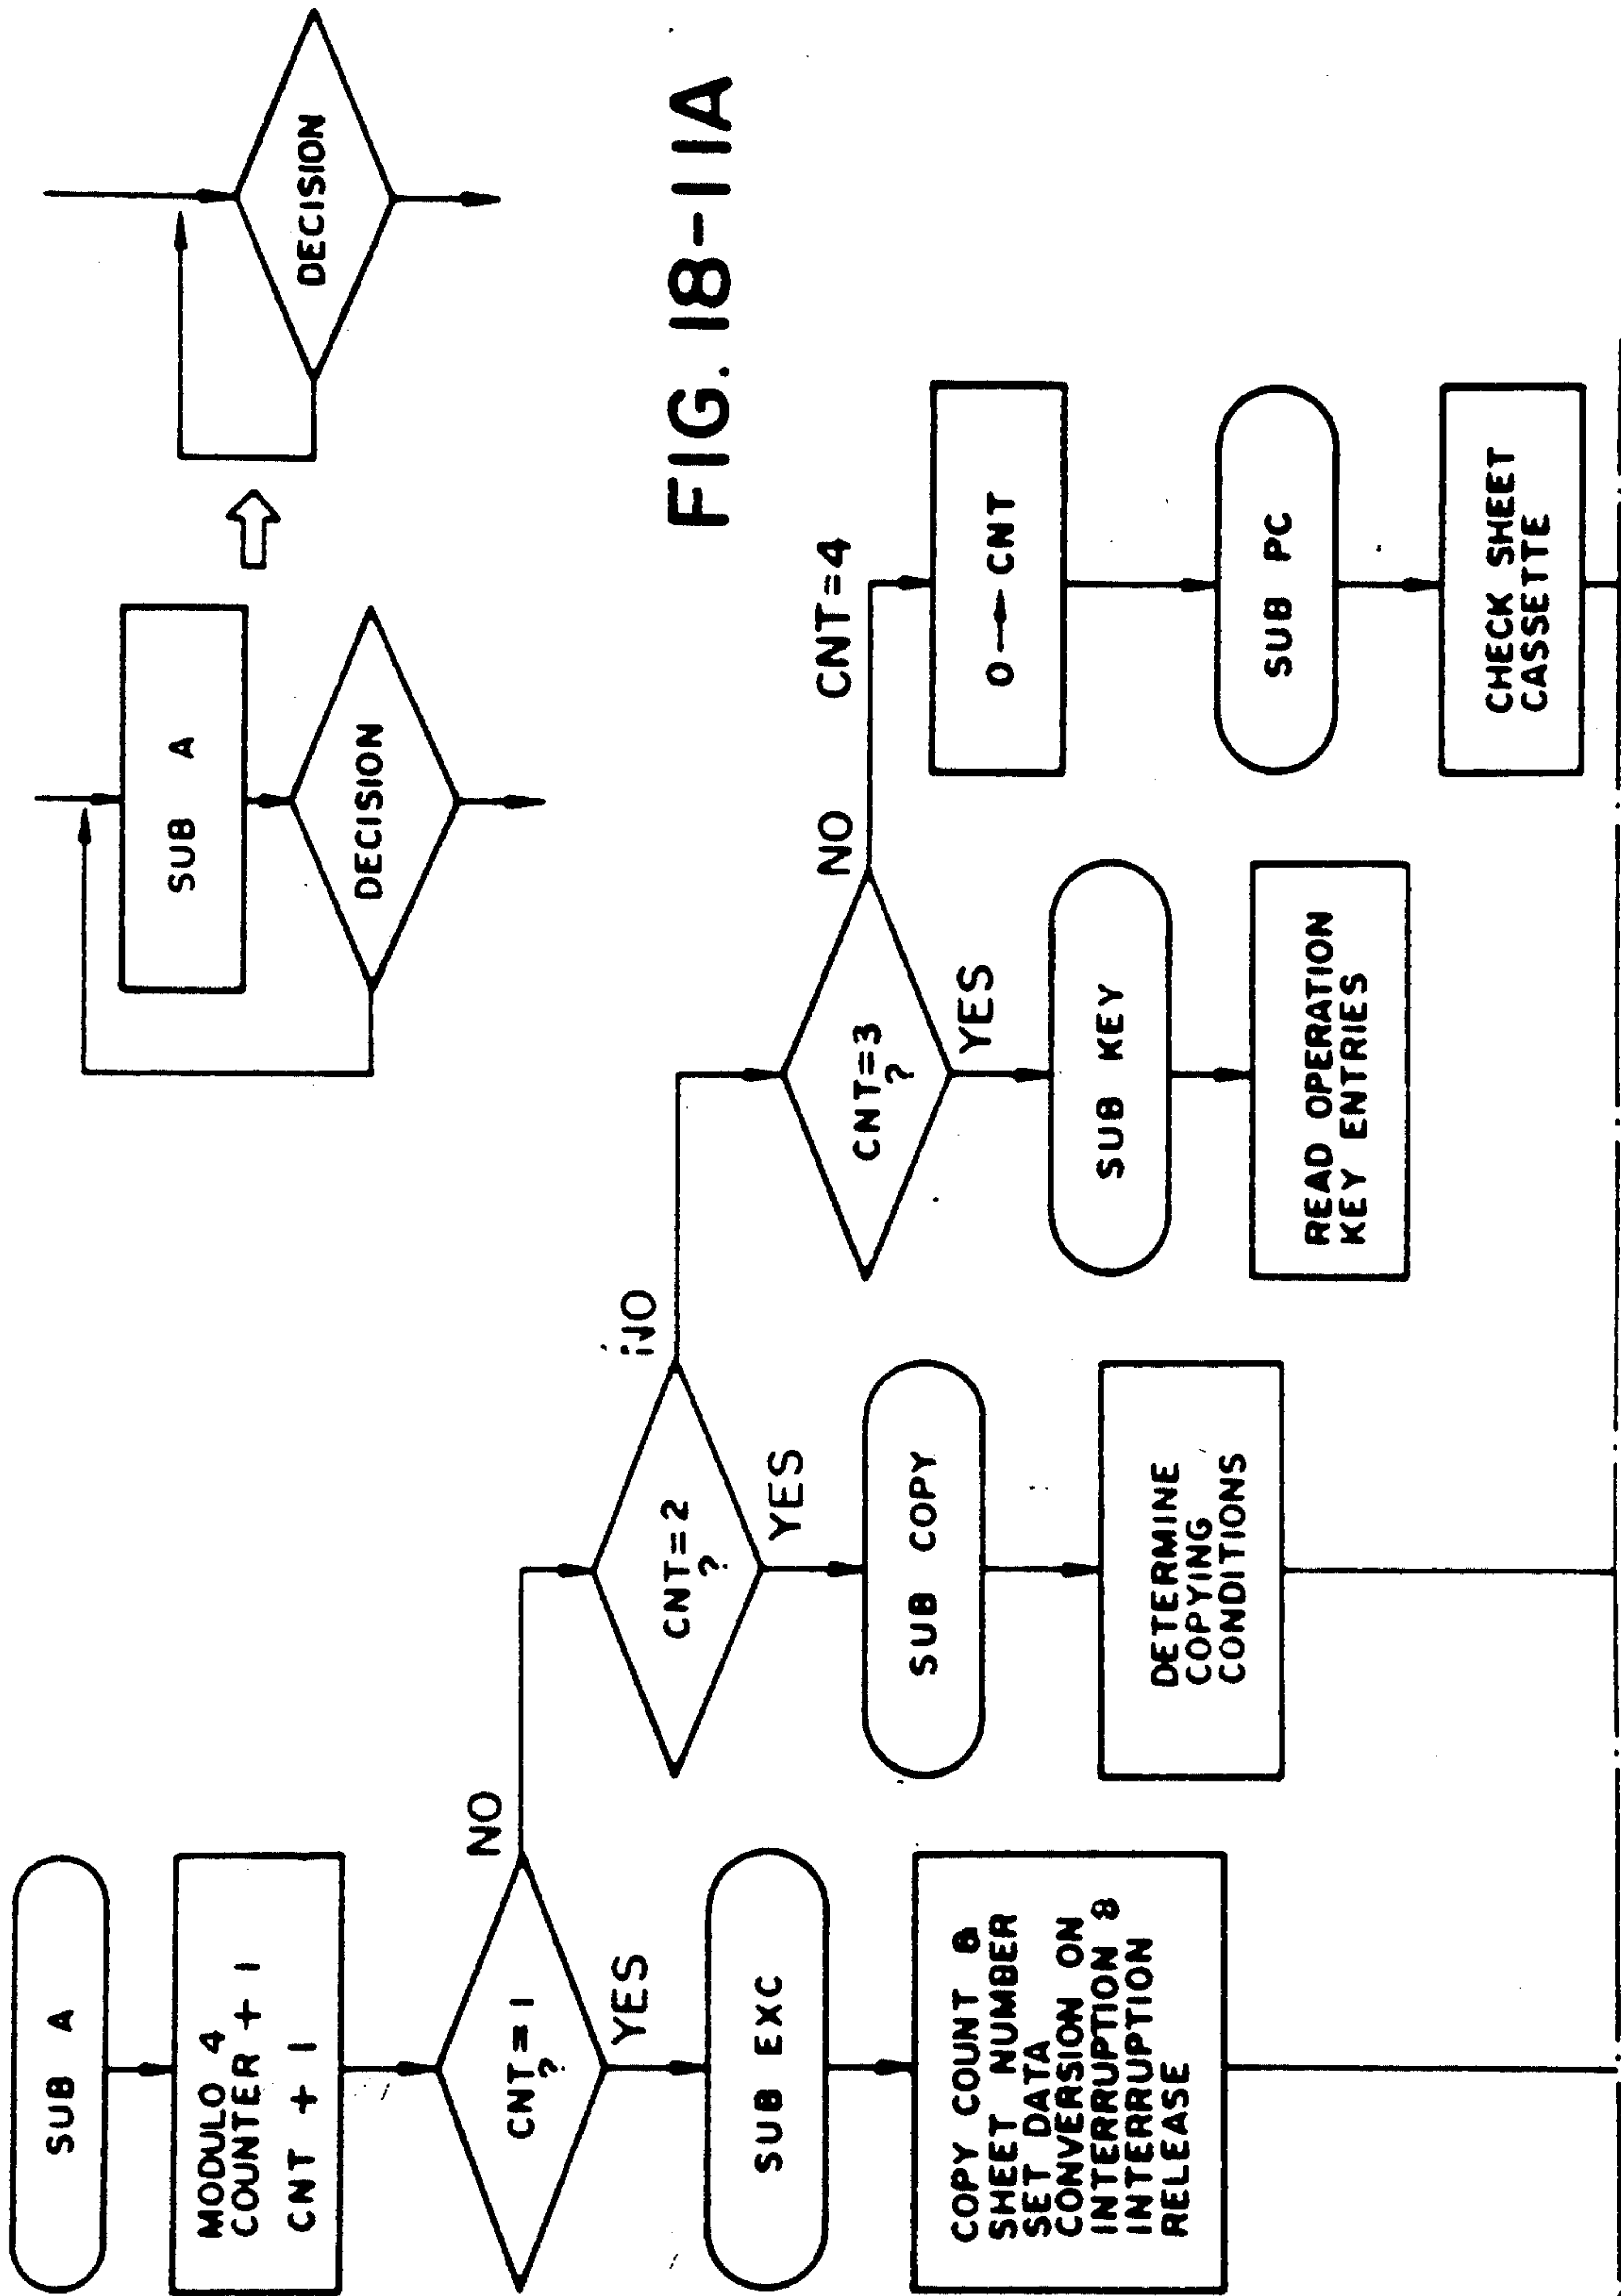 SUB A
MODULO 4
COUNTER + 1
CNT + 1
CNT=1
?
NO
YES
SUB EXC
COPY COUNT &
SHEET NUMBER
SET DATA
CONVERSION ON
INTERRUPTION &
INTERRUPTION
RELEASE
CNT=2
?
NO
YES
SUB COPY
DETERMINE
COPYING
CONDITIONS
CNT=3
?
NO
YES
SUB KEY
READ OPERATION
KEY ENTRIES
CNT=4
0→CNT
SUB PC
CHECK SHEET
CASSETTE
SUB A
DECISION
DECISION
FIG. 18-11A